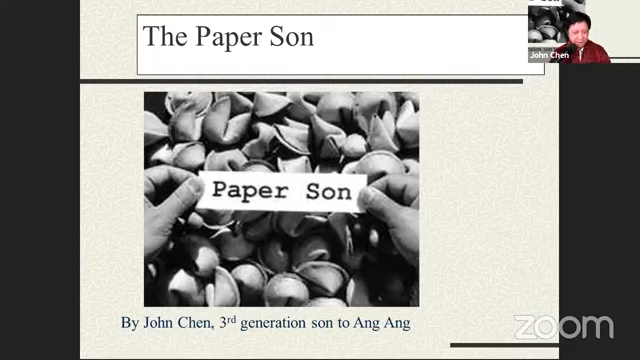 The Paper Son
John Chen
Paper Son
By John Chen, 3rd generation son to Ang Ang
zoom